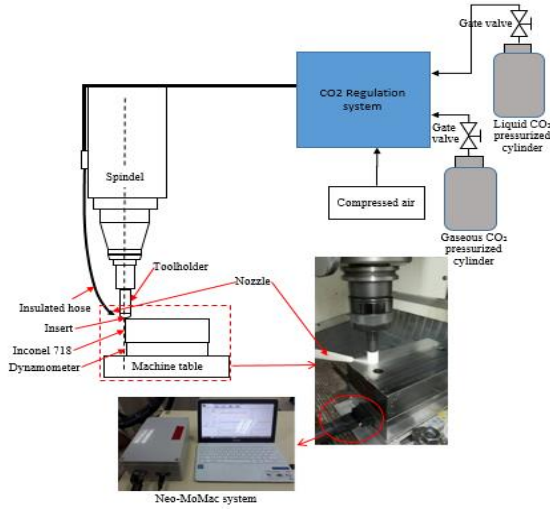 Gate valve
CO2 Regulation
system
Gate
valve
Liquid CO₂
pressurized
cylinder
Spindel
Compressed air
Gaseous CO₂
pressurized
cylinder
Toolholder
Nozzle
Insulated hose
Insert
Inconel 718
Dynamometer
Machine table
Neo-MoMac system